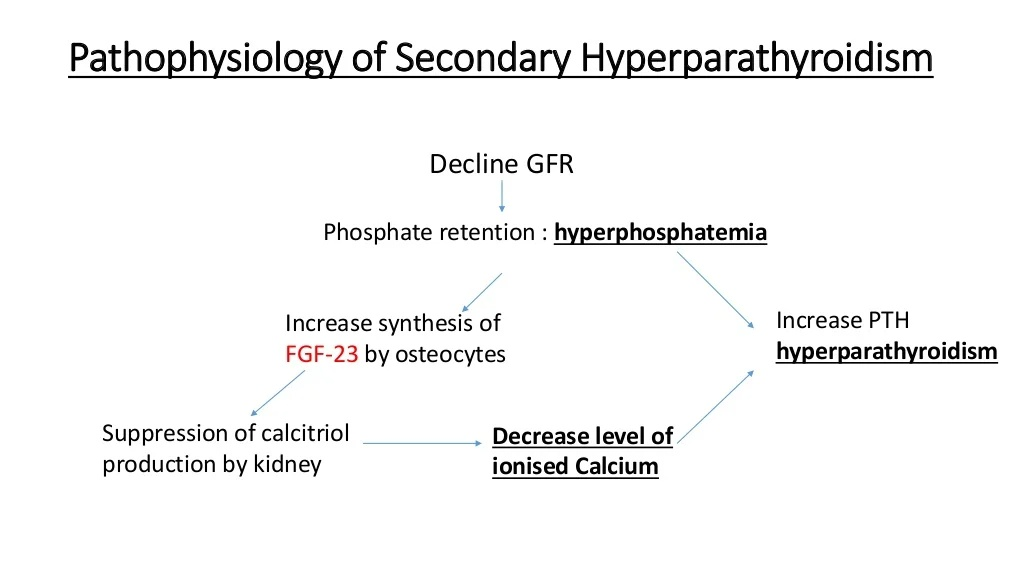 Pathophysiology of Secondary Hyperparathyroidism
Decline GFR
Phosphate retention : hyperphosphatemia
Increase synthesis of
FGF-23 by osteocytes
Increase PTH
hyperparathyroidism
Suppression of calcitriol
production by kidney
Decrease level of
ionised Calcium